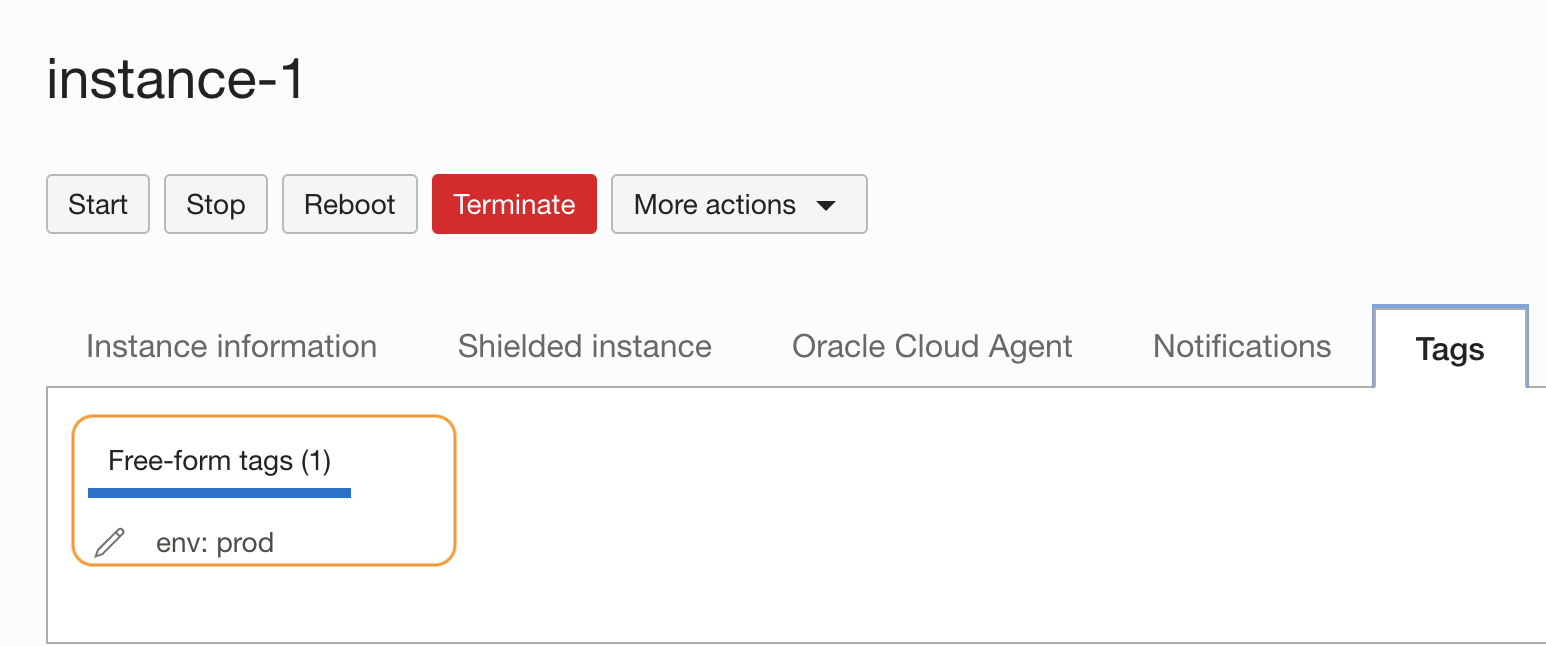 instance-1
Start Stop Reboot Terminate More actions
Instance information Shielded instance Oracle Cloud Agent Notifications Tags
Free-form tags (1)
env: prod